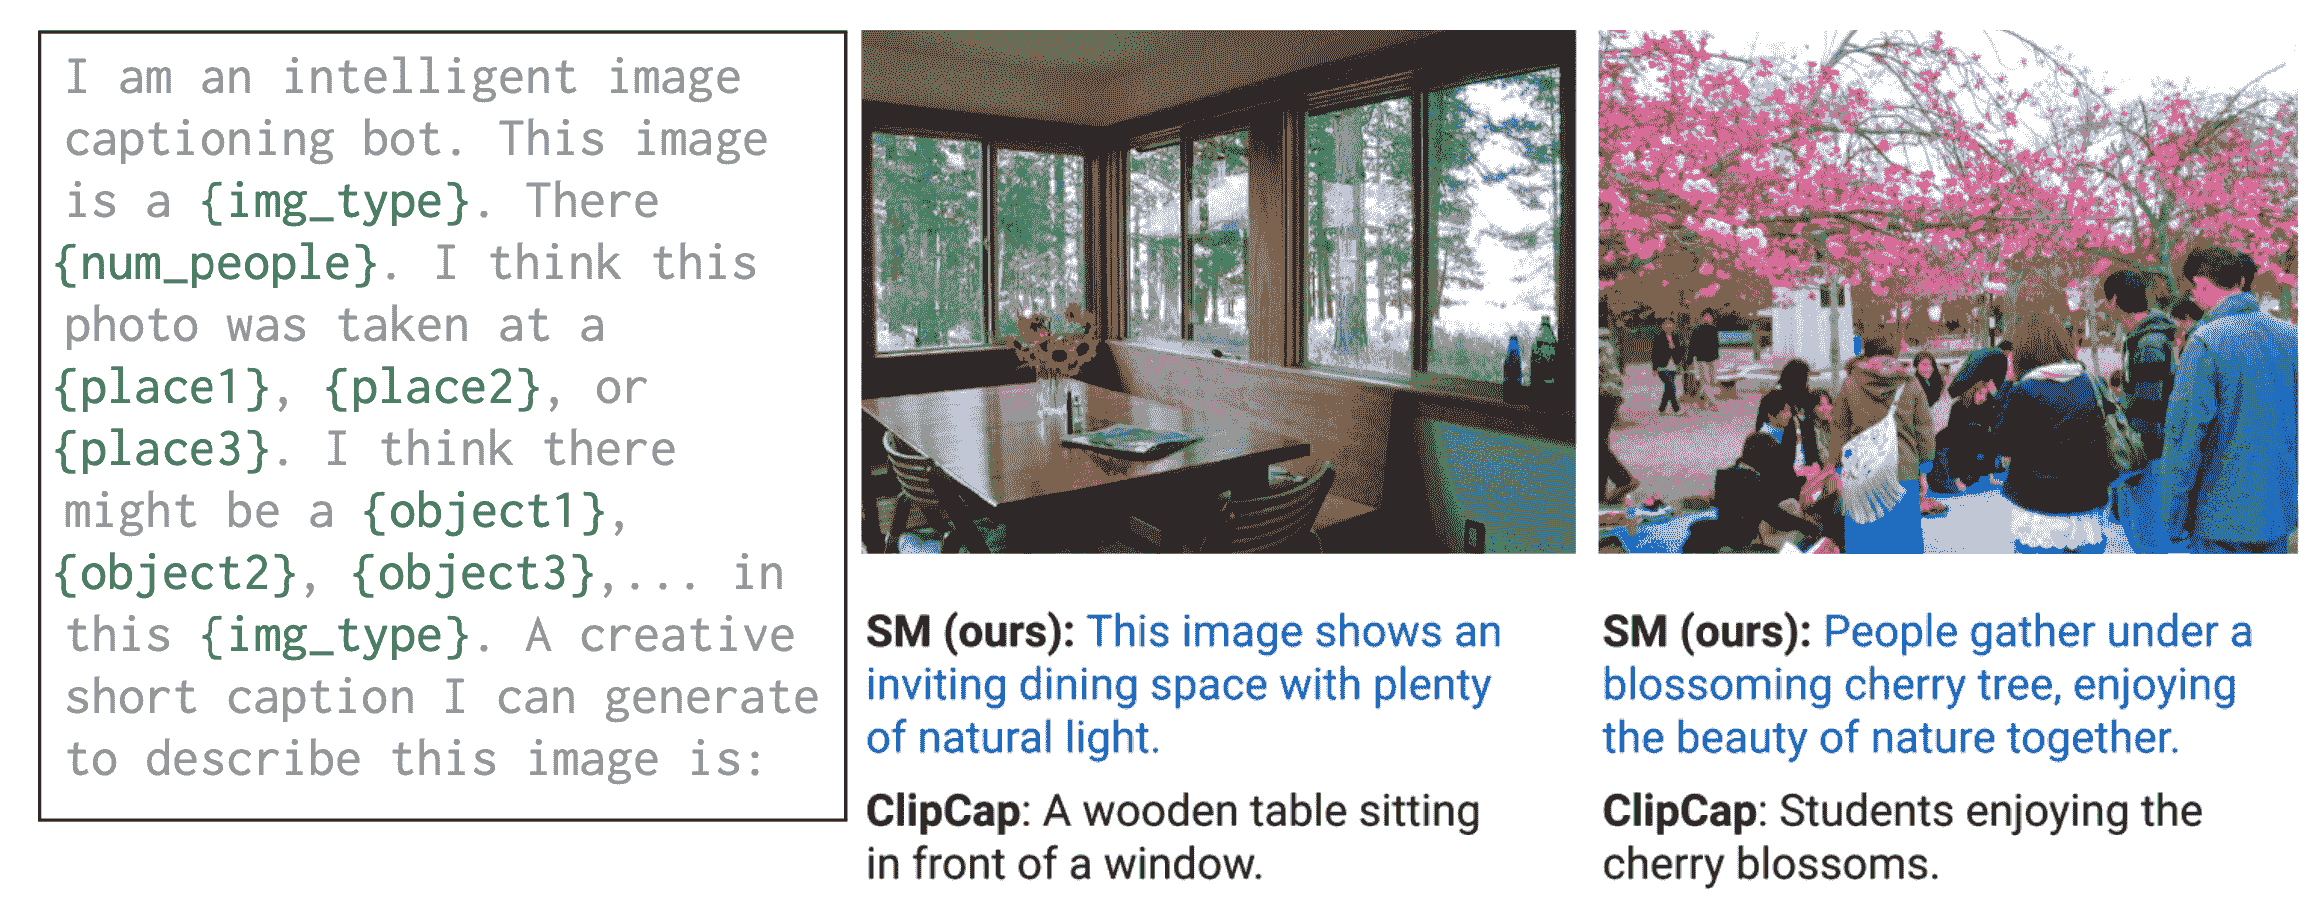 I am an intelligent image
captioning bot. This image
is a {img_type}. There
{num_people}. I think this
photo was taken at a
{place1}, {place2}, or
{place3}. I think there
might be a {object1},
{object2}, {object3},... in
this {img_type}. A creative
short caption I can generate
to describe this image is:
SM (ours): This image shows an
inviting dining space with plenty
of natural light.
ClipCap: A wooden table sitting
in front of a window.
SM (ours): People gather under a
blossoming cherry tree, enjoying
the beauty of nature together.
ClipCap: Students enjoying the
cherry blossoms.